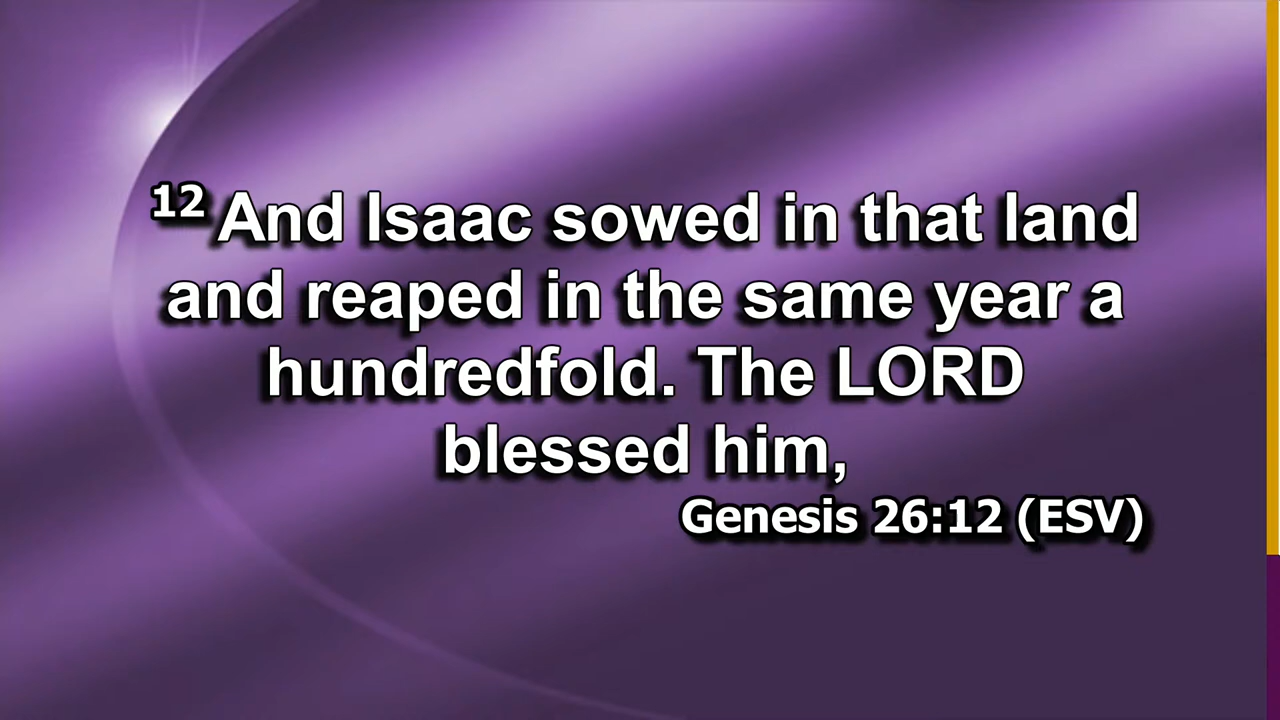 12 And Isaac sowed in that land
and reaped in the same year a
hundredfold. The LORD
blessed him,
Genesis 26:12 (ESV)